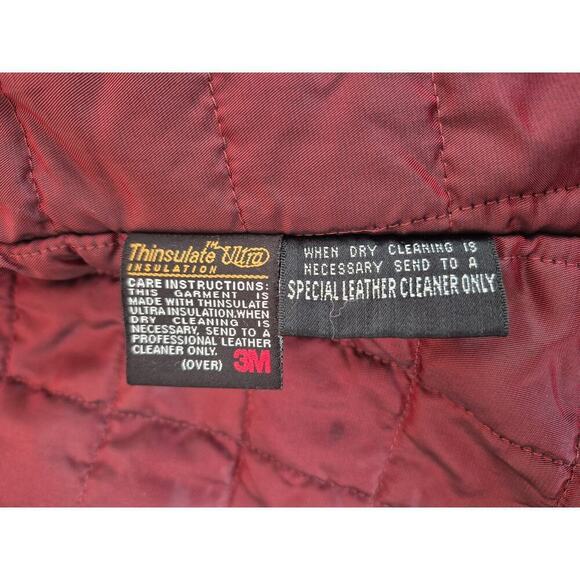 Thinsulate™ Ultra
INSULATION
CARE INSTRUCTIONS:
THIS GARMENT IS
MADE WITH THINSULATE
ULTRA INSULATION.WHEN
DRY CLEANING IS
NECESSARY, SEND TO A
PROFESSIONAL LEATHER
CLEANER ONLY.
(OVER) 3M
WHEN DRY CLEANING IS
NECESSARY SEND TO A
SPECIAL LEATHER CLEANER ONLY